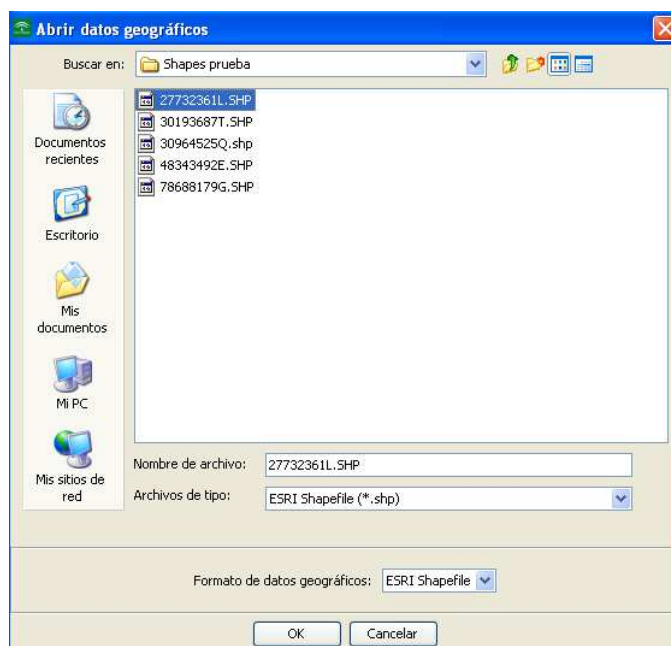 Abrir datos geográficos
Buscar en:
Shapes prueba
Documentos
recientes
Escritorio
Mis
documentos
Mi PC
Mis sitios de
red
27732361L.SHP
30193687T.SHP
30964525Q.shp
48343492E.SHP
78688179G.SHP
Nombre de archivo:
27732361L.SHP
Archivos de tipo:
ESRI Shapefile (*.shp)
Formato de datos geográficos:
ESRI Shapefile
OK
Cancelar